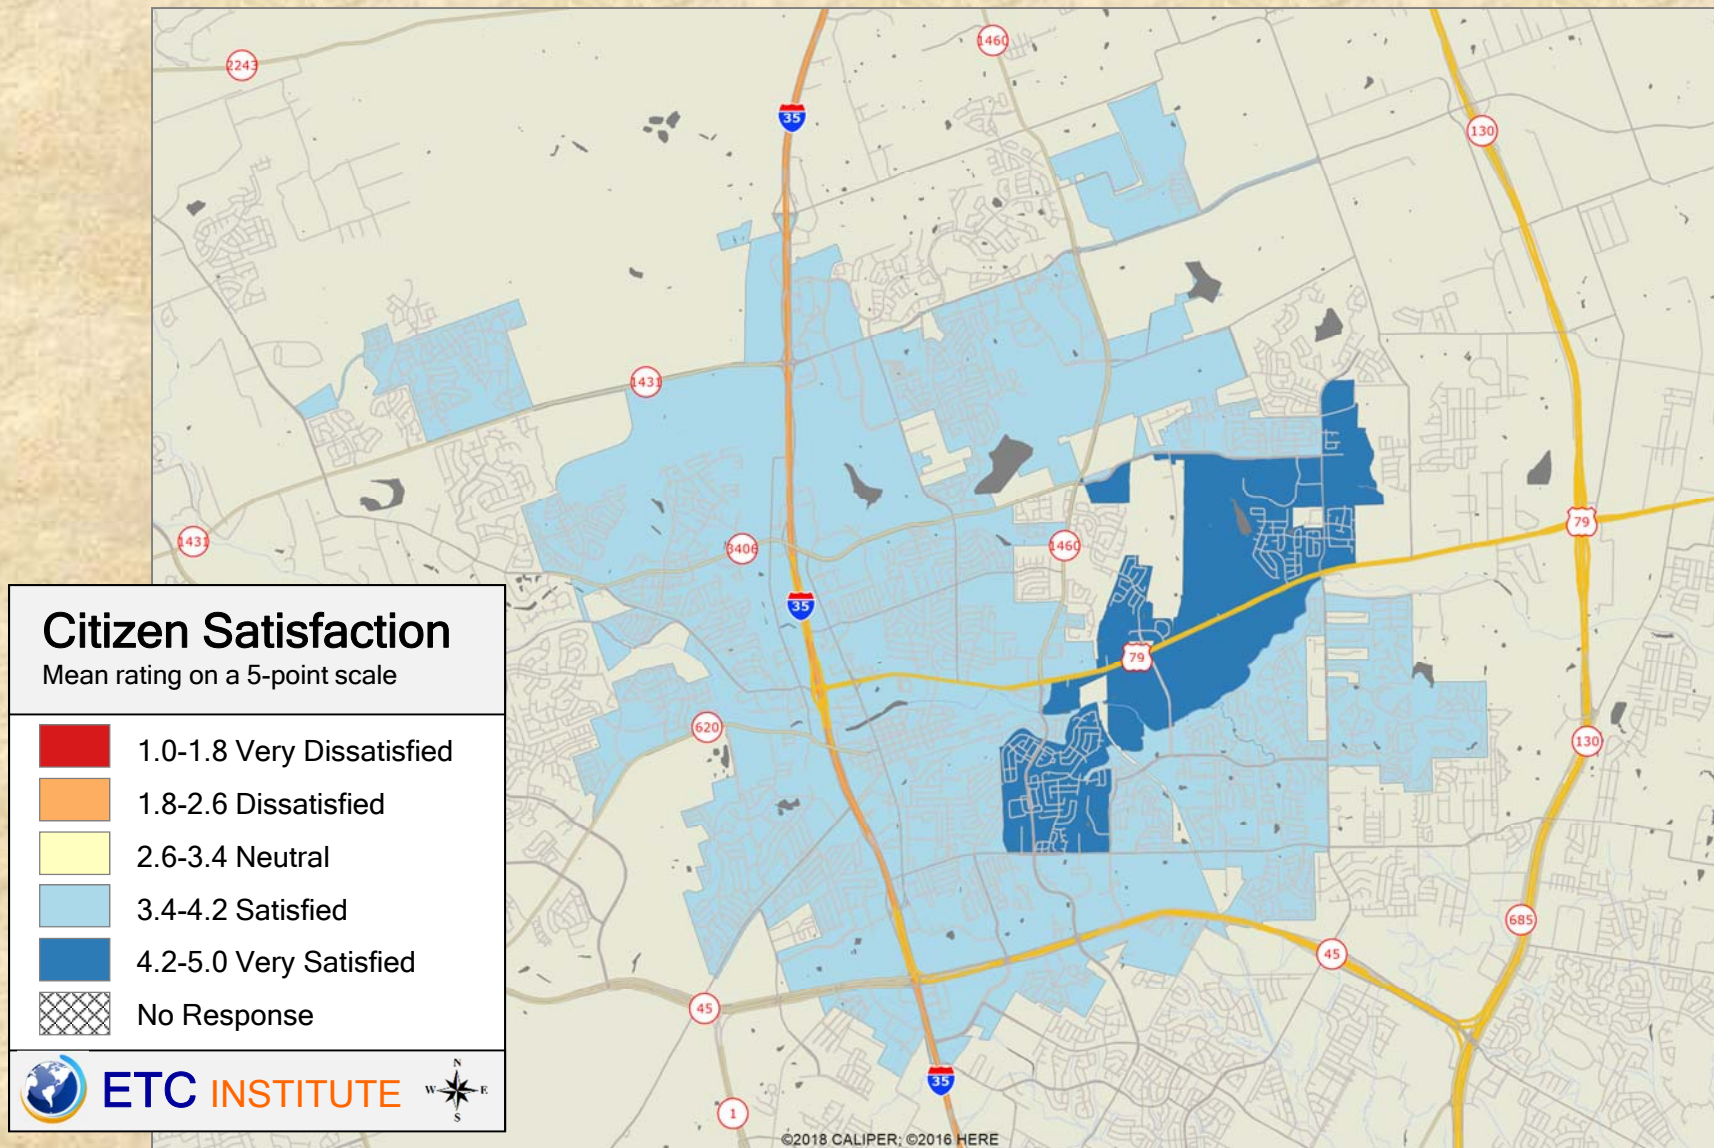 2243
1460
35
130
1431
79
1431
3406
1460
35
79
620
130
685
45
45
35
1
Citizen Satisfaction
Mean rating on a 5-point scale
1.0-1.8 Very Dissatisfied
1.8-2.6 Dissatisfied
2.6-3.4 Neutral
3.4-4.2 Satisfied
4.2-5.0 Very Satisfied
No Response
ETC INSTITUTE
N
W E
S
©2018 CALIPER; ©2016 HERE